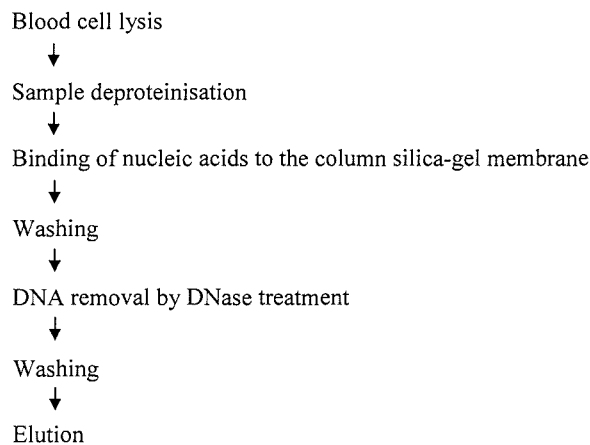 Blood cell lysis
Sample deproteinisation
Binding of nucleic acids to the column silica-gel membrane
Washing
DNA removal by DNase treatment
Washing
Elution